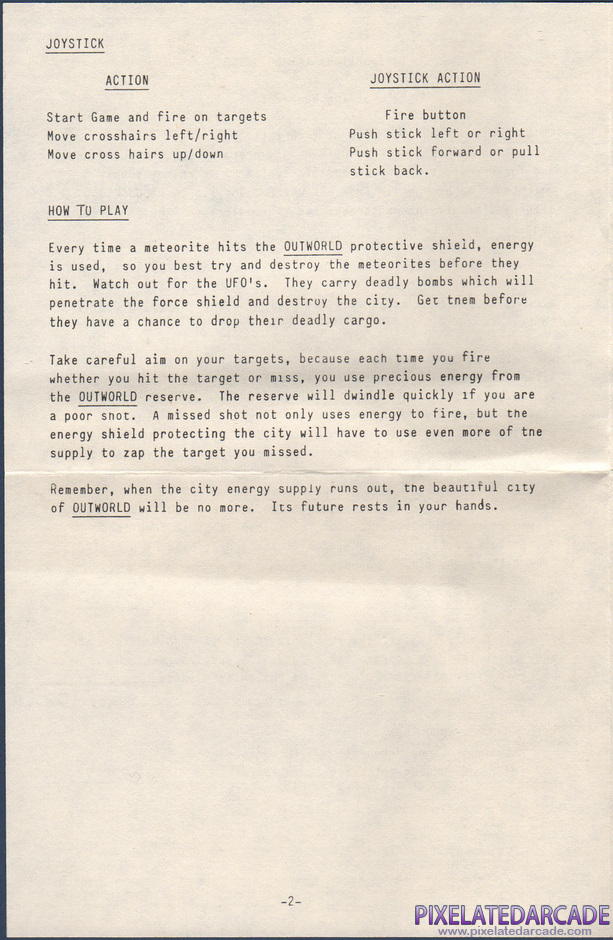 JOYSTICK
ACTION JOYSTICK ACTION
Start Game and fire on targets Fire button
Move crosshairs left/right Push stick left or right
Move cross hairs up/down Push stick forward or pull
stick back.
HOW TO PLAY
Every time a meteorite hits the OUTWORLD protective shield, energy
is used, so you best try and destroy the meteorites before they
hit. Watch out for the UFO's. They carry deadly bombs which will
penetrate the force shield and destroy the city. Get tnem before
they have a chance to drop their deadly cargo.
Take careful aim on your targets, because each time you fire
whether you hit the target or miss, you use precious energy from
the OUTWORLD reserve. The reserve will dwindle quickly if you are
a poor snot. A missed shot not only uses energy to fire, but tne
energy shield protecting the city will have to use even more of tne
supply to zap the target you missed.
Remember, when the city energy supply runs out, the beautiful city
of OUTWORLD will be no more. Its future rests in your hands.
-2-
PIXELATEDARCADE
www.pixelatedarcade.com